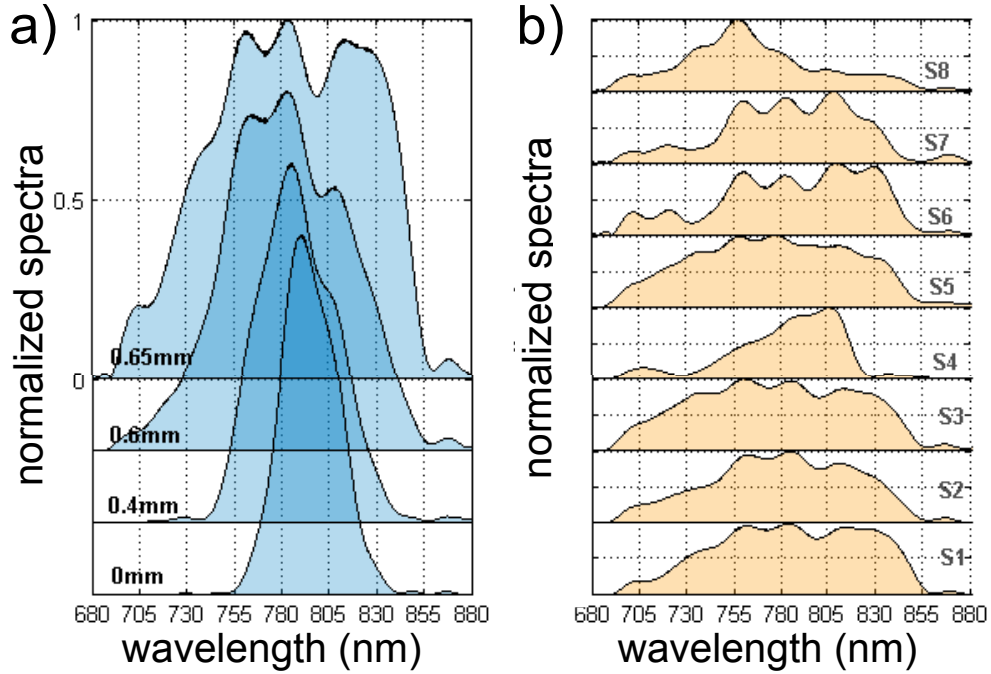 a)
normalized spectra
1
0.5
0
0.65mm
0.6mm
0.4mm
0mm
680 705 730 755 780 805 830 855 880
wavelength (nm)
b)
normalized spectra
S8
S7
S6
S5
S4
S3
S2
S1
680 705 730 755 780 805 830 855 880
wavelength (nm)